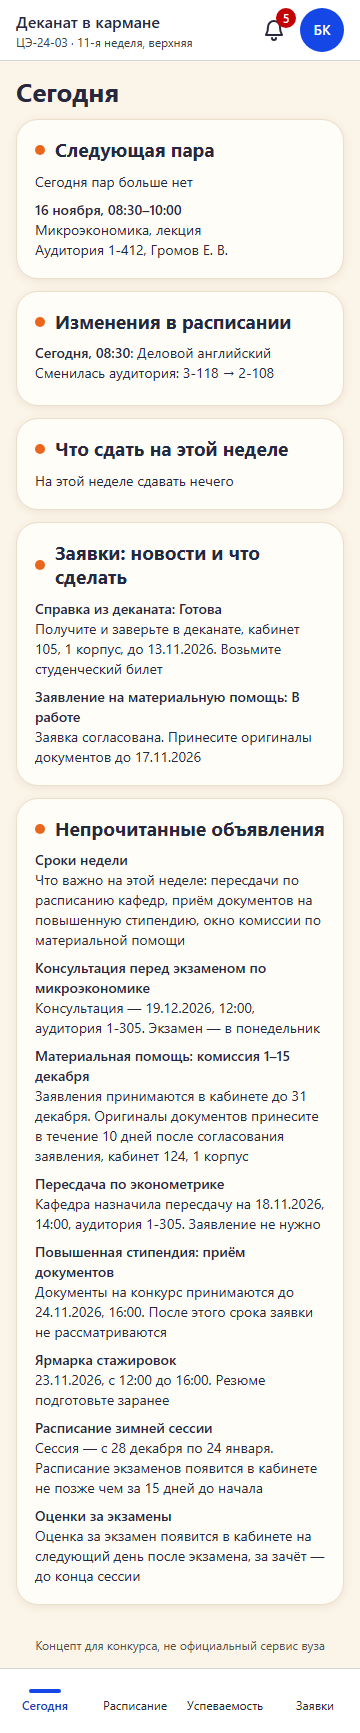 Деканат в кармане
ЦЭ-24-03 · 11-я неделя, верхняя
5
БК
Сегодня
Следующая пара
Сегодня пар больше нет
16 ноября, 08:30–10:00
Микроэкономика, лекция
Аудитория 1-412, Громов Е. В.
Изменения в расписании
Сегодня, 08:30: Деловой английский
Сменилась аудитория: 3-118 → 2-108
Что сдать на этой неделе
На этой неделе сдавать нечего
Заявки: новости и что
сделать
Справка из деканата: Готова
Получите и заверьте в деканате, кабинет
105, 1 корпус, до 13.11.2026. Возьмите
студенческий билет
Заявление на материальную помощь: В
работе
Заявка согласована. Принесите оригиналы
документов до 17.11.2026
Непрочитанные объявления
Сроки недели
Что важно на этой неделе: пересдачи по
расписанию кафедр, приём документов на
повышенную стипендию, окно комиссии по
материальной помощи
Консультация перед экзаменом по
микроэкономике
Консультация — 19.12.2026, 12:00,
аудитория 1-305. Экзамен — в понедельник
Материальная помощь: комиссия 1–15
декабря
Заявления принимаются в кабинете до 31
декабря. Оригиналы документов принесите
в течение 10 дней после согласования
заявления, кабинет 124, 1 корпус
Пересдача по эконометрике
Кафедра назначила пересдачу на 18.11.2026,
14:00, аудитория 1-305. Заявление не нужно
Повышенная стипендия: приём
документов
Документы на конкурс принимаются до
24.11.2026, 16:00. После этого срока заявки
не рассматриваются
Ярмарка стажировок
23.11.2026, с 12:00 до 16:00. Резюме
подготовьте заранее
Расписание зимней сессии
Сессия — с 28 декабря по 24 января.
Расписание экзаменов появится в кабинете
не позже чем за 15 дней до начала
Оценки за экзамены
Оценка за экзамен появится в кабинете на
следующий день после экзамена, за зачёт —
до конца сессии
Концепт для конкурса, не официальный сервис вуза
Сегодня
Расписание
Успеваемость
Заявки